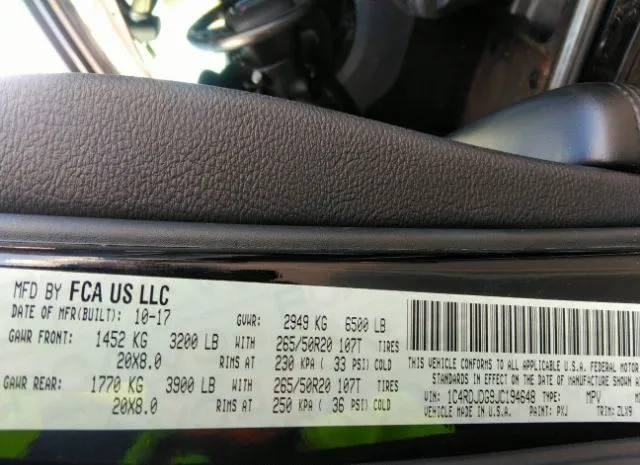 MFD BY FCA US LLC
DATE OF MFR(BUILT): 10-17 GVWR: 2949 KG 6500 LB
GAWR FRONT: 1452 KG 3200 LB WITH 265/50R20 107T TIRES
20X8.0 RIMS AT 230 KPA ( 33 PSI) COLD
GAWR REAR: 1770 KG 3900 LB WITH 265/50R20 107T TIRES
20X8.0 RIMS AT 250 KPA ( 36 PSI) COLD
THIS VEHICLE CONFORMS TO ALL APPLICABLE U.S.A. FEDERAL MOTOR
STANDARDS IN EFFECT ON THE DATE OF MANUFACTURE SHOWN
VIN: 1C4RDJDG9JC194648 TYPE: MPV
VEHICLE MADE IN U.S.A. PAINT: PXJ TRIM: ZLX9